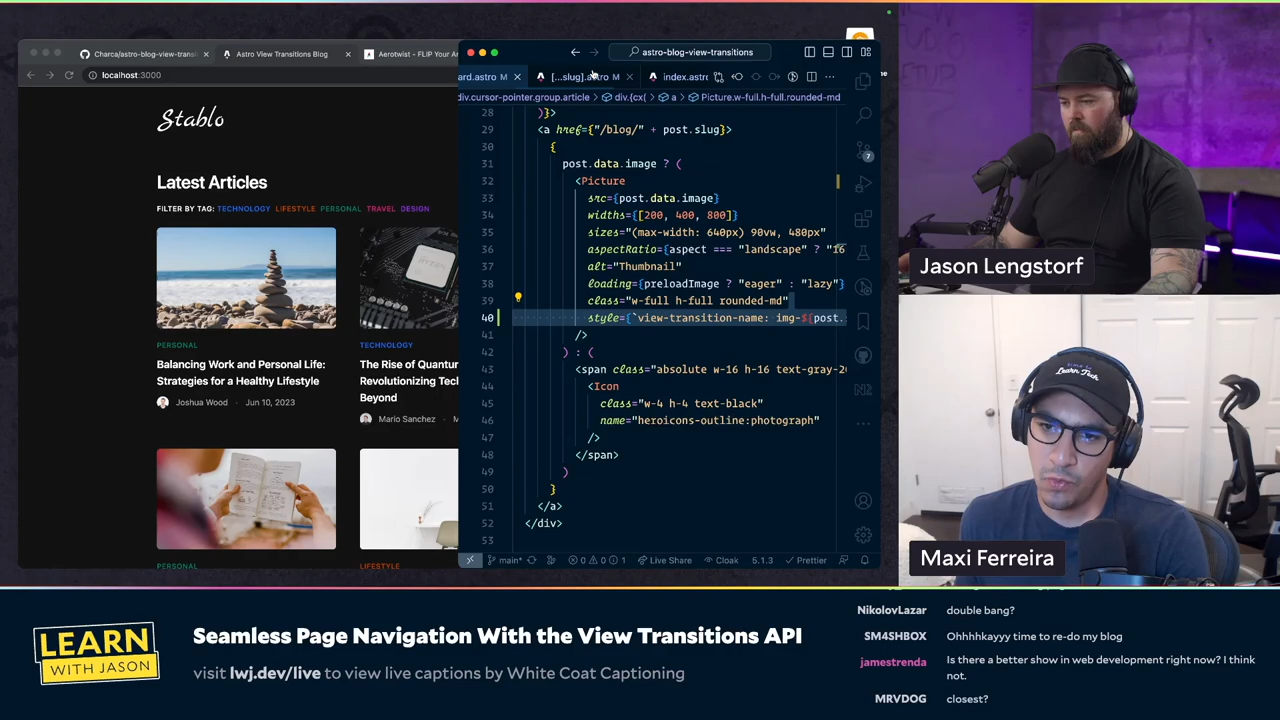 Charca/astro-blog-view-transi
Astro View Transitions Blog
Aerotwist - FLIP Your An
localhost:3000
Stablo
Latest Articles
FILTER BY TAG: TECHNOLOGY LIFESTYLE PERSONAL TRAVEL DESIGN
RYZEN
PERSONAL
Balancing Work and Personal Life:
Strategies for a Healthy Lifestyle
Joshua Wood · Jun 10, 2023
TECHNOLOGY
The Rise of Quantum
Revolutionizing Tec
Beyond
Mario Sanchez ·
PERSONAL
LIFESTYLE
astro-blog-view-transitions
ard.astro M
[...slug].astro M
index.astro
div.cursor-pointer.group.article > div.{cx( > a > Picture.w-full.h-full.rounded-md
28 )}>
29 <a href={"/blog/" + post.slug}>
30 {
31 post.data.image ? (
32 <Picture
33 src={post.data.image}
34 widths={[200, 400, 800]}
35 sizes="(max-width: 640px) 90vw, 480px"
36 aspectRatio={aspect === "landscape" ? "16
37 alt="Thumbnail"
38 loading={preloadImage ? "eager" : "lazy"}
39 class="w-full h-full rounded-md"
40 style={`view-transition-name: img-${post.
41 />
42 ) : (
43 <span class="absolute w-16 h-16 text-gray-20
44 <Icon
45 class="w-4 h-4 text-black"
46 name="heroicons-outline:photograph"
47 />
48 </span>
49 )
50 }
51 </a>
52 </div>
53
7
main* 0 0 1 Live Share Cloak 5.1.3 Prettier
Jason Lengstorf
Learn Tech
Maxi Ferreira
LEARN
WITH JASON
Seamless Page Navigation With the View Transitions API
visit lwj.dev/live to view live captions by White Coat Captioning
NikolovLazar double bang?
SM4SHBOX Ohhhhkayyy time to re-do my blog
jamestrenda Is there a better show in web development right now? I think
not.
MRVDOG closest?